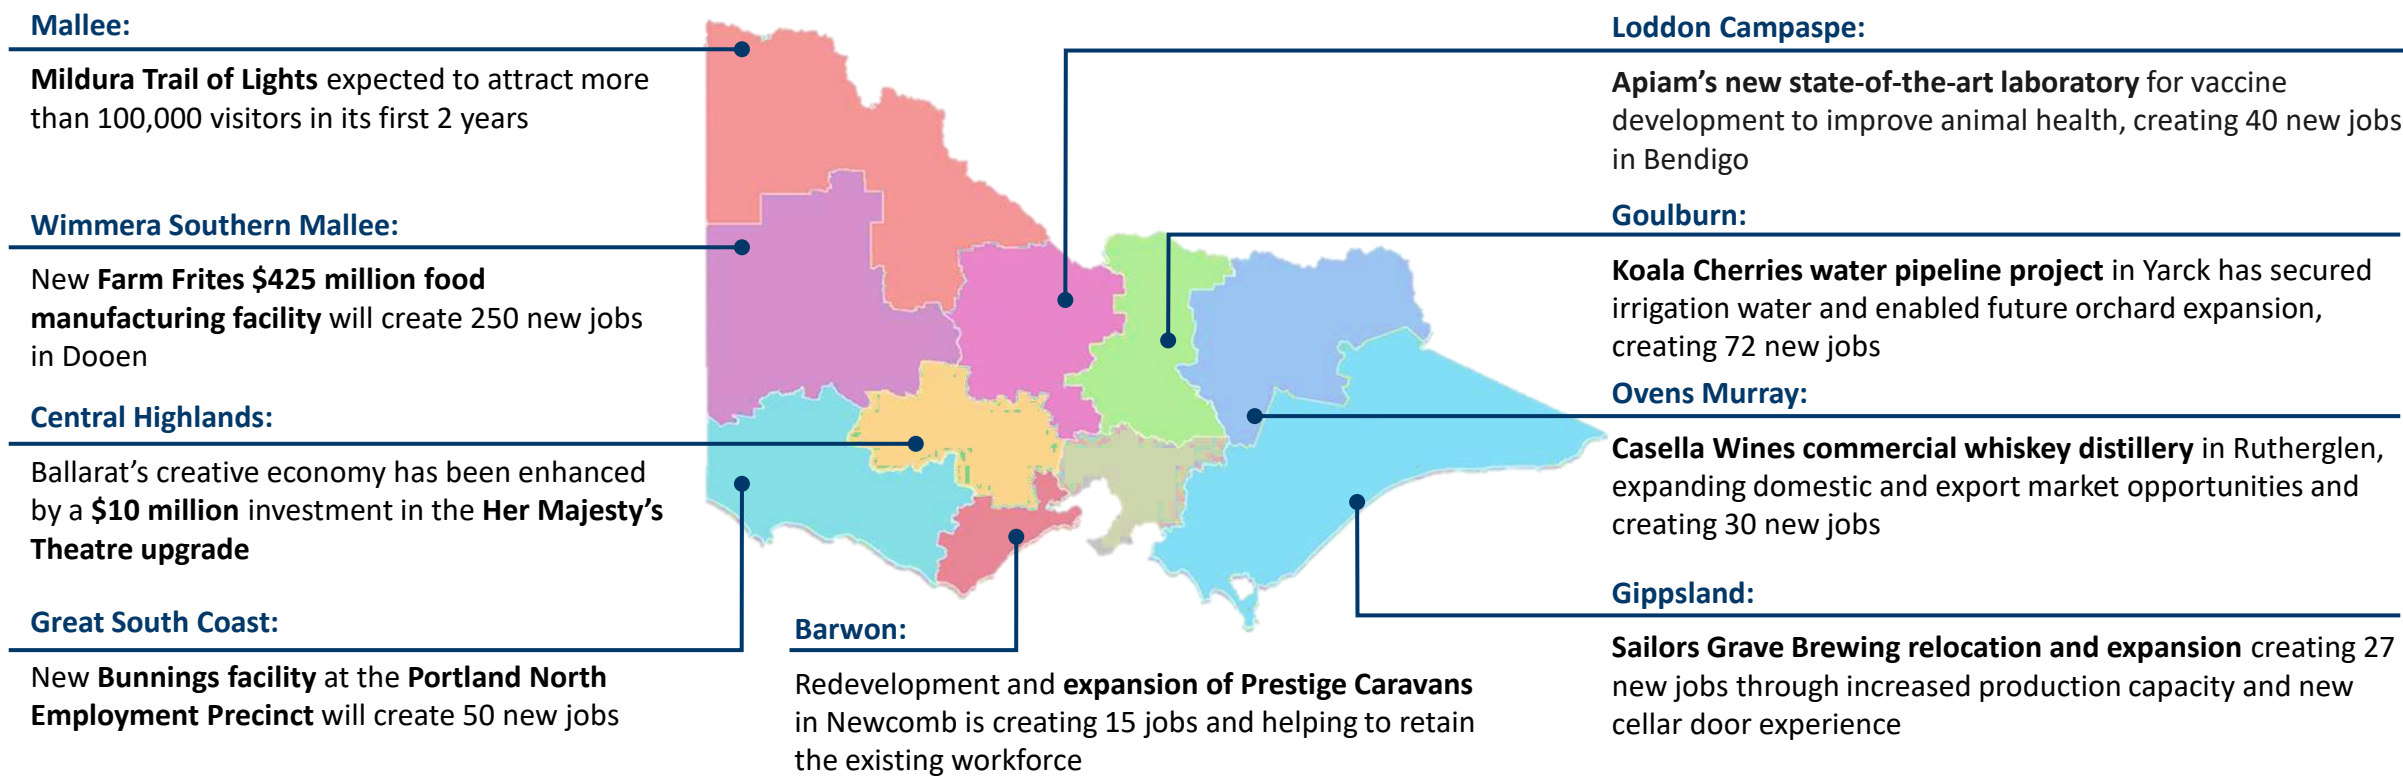 Mallee:
Mildura Trail of Lights expected to attract more
than 100,000 visitors in its first 2 years
Wimmera Southern Mallee:
New Farm Frites $425 million food
manufacturing facility will create 250 new jobs
in Dooen
Central Highlands:
Ballarat’s creative economy has been enhanced
by a $10 million investment in the Her Majesty’s
Theatre upgrade
Great South Coast:
New Bunnings facility at the Portland North
Employment Precinct will create 50 new jobs
Barwon:
Redevelopment and expansion of Prestige Caravans
in Newcomb is creating 15 jobs and helping to retain
the existing workforce
Loddon Campaspe:
Apiam’s new state-of-the-art laboratory for vaccine
development to improve animal health, creating 40 new jobs
in Bendigo
Goulburn:
Koala Cherries water pipeline project in Yarck has secured
irrigation water and enabled future orchard expansion,
creating 72 new jobs
Ovens Murray:
Casella Wines commercial whiskey distillery in Rutherglen,
expanding domestic and export market opportunities and
creating 30 new jobs
Gippsland:
Sailors Grave Brewing relocation and expansion creating 27
new jobs through increased production capacity and new
cellar door experience